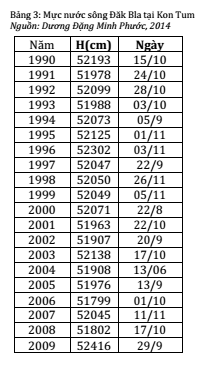 Bảng 3: Mực nước sông Đăk Bla tại Kon Tum
Nguồn: Dương Đặng Minh Phước, 2014
Năm H(cm) Ngày
1990 52193 15/10
1991 51978 24/10
1992 52099 28/10
1993 51988 03/10
1994 52073 05/9
1995 52125 01/11
1996 52302 03/11
1997 52047 22/9
1998 52050 26/11
1999 52049 05/11
2000 52071 22/8
2001 51963 22/10
2002 51907 20/9
2003 52138 17/10
2004 51908 13/06
2005 51976 13/9
2006 51799 01/10
2007 52045 11/11
2008 51802 17/10
2009 52416 29/9